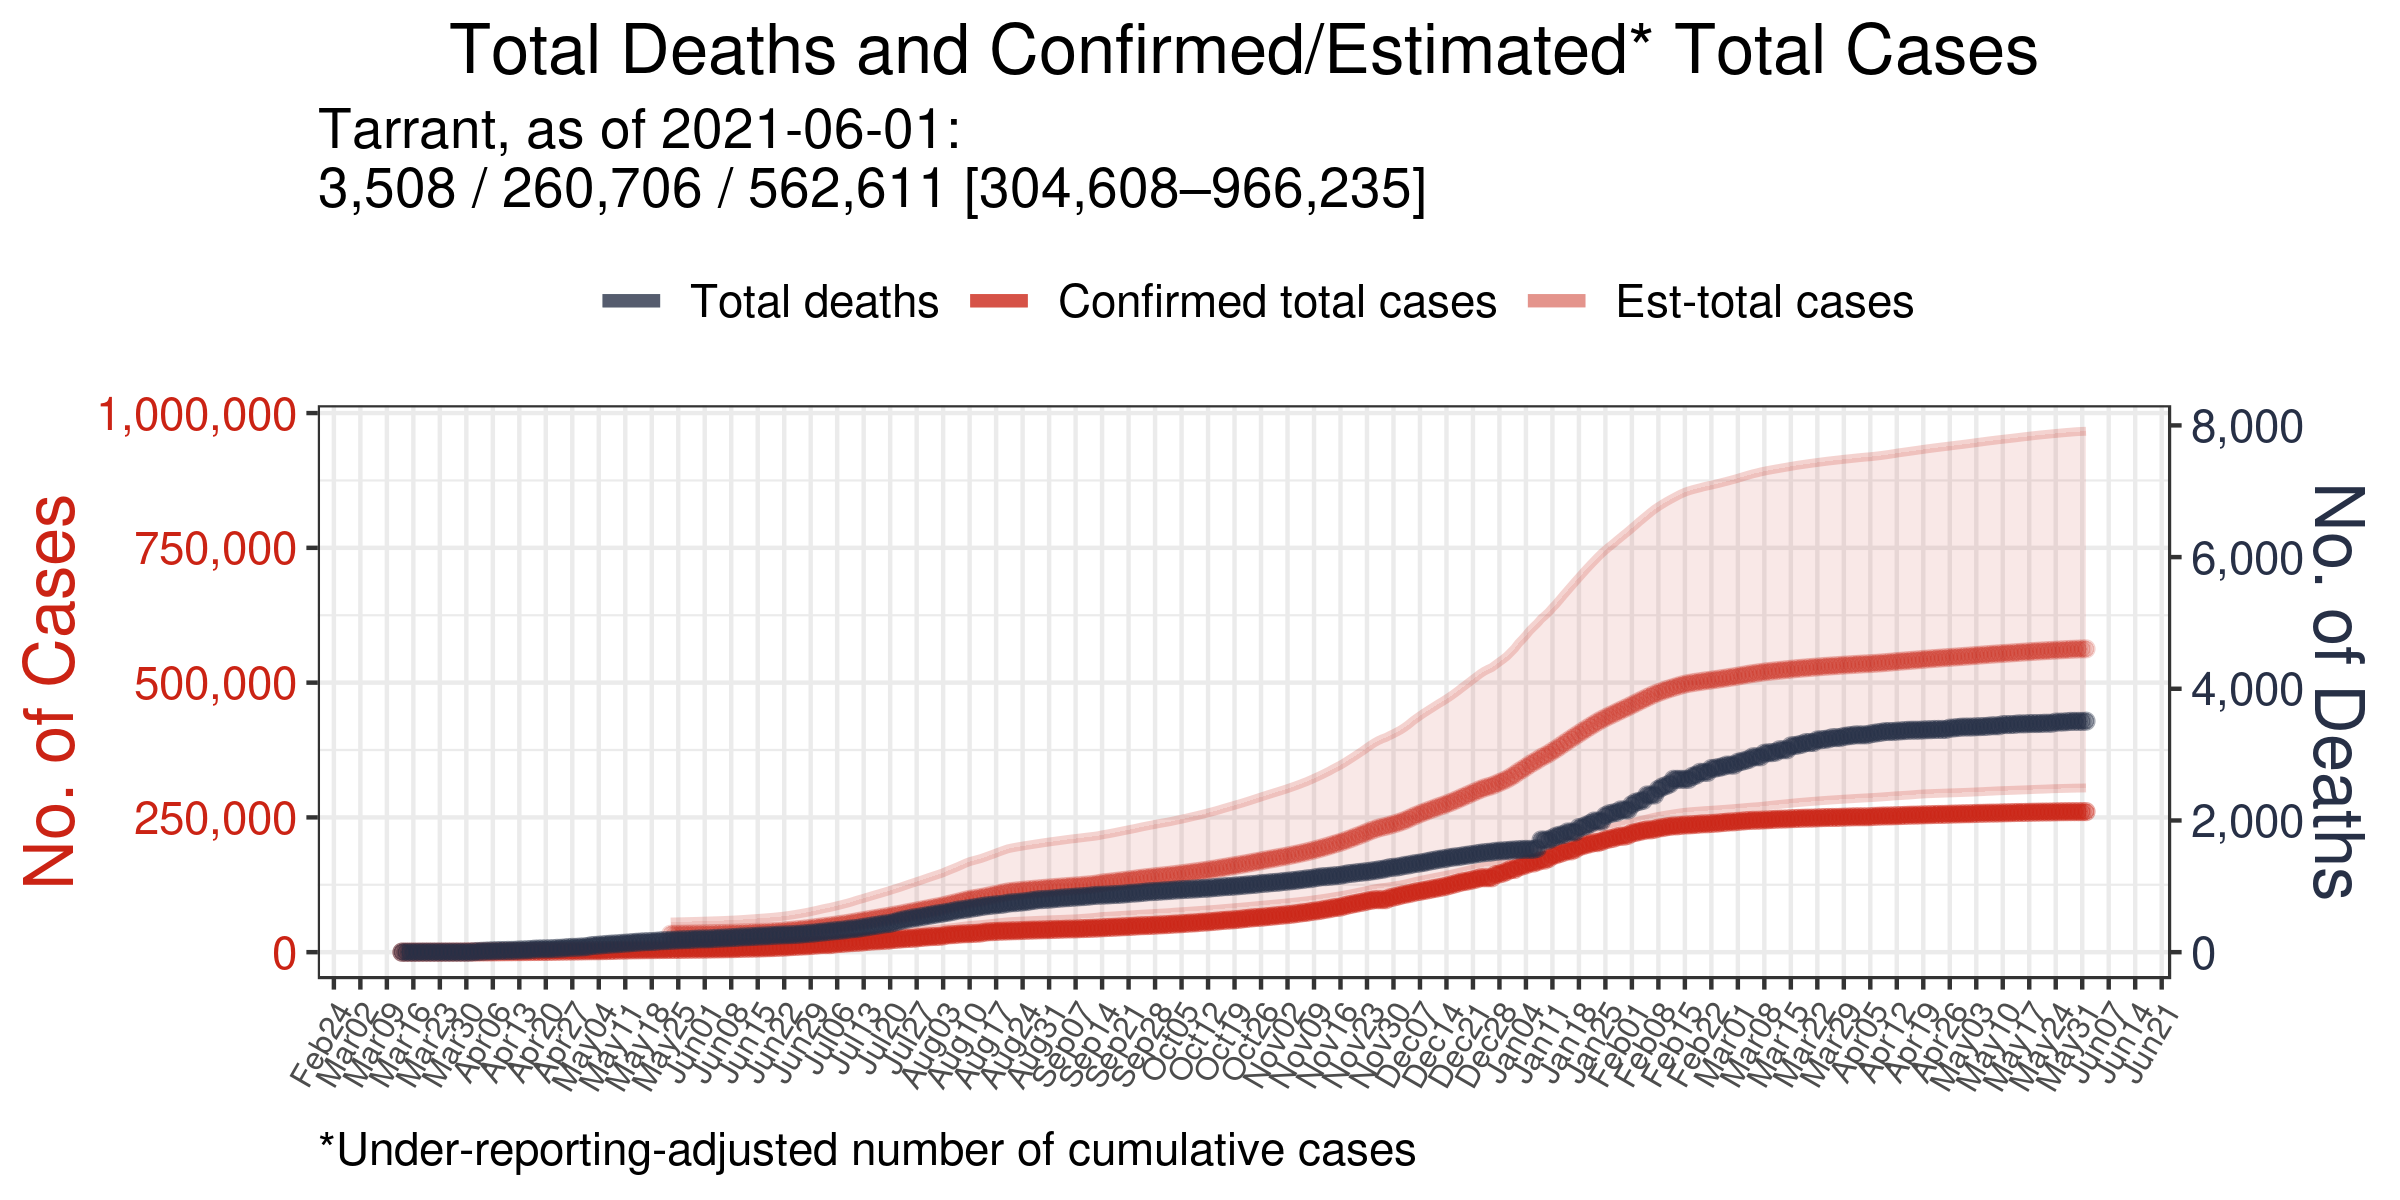 Total Deaths and Confirmed/Estimated* Total Cases
Tarrant, as of 2021-06-01:
3,508 / 260,706 / 562,611 [304,608–966,235]
Total deaths Confirmed total cases Est-total cases
No. of Cases
1,000,000
750,000
500,000
250,000
0
8,000
6,000
4,000
2,000
0
No. of Deaths
Feb24
Mar02
Mar09
Mar16
Mar23
Mar30
Apr06
Apr13
Apr20
Apr27
May04
May11
May18
May25
Jun01
Jun08
Jun15
Jun22
Jun29
Jul06
Jul13
Jul20
Jul27
Aug03
Aug10
Aug17
Aug24
Aug31
Sep07
Sep14
Sep21
Sep28
Oct05
Oct12
Oct19
Oct26
Nov02
Nov09
Nov16
Nov23
Nov30
Dec07
Dec14
Dec21
Dec28
Jan04
Jan11
Jan18
Jan25
Feb01
Feb08
Feb15
Feb22
Mar01
Mar08
Mar15
Mar22
Mar29
Apr05
Apr12
Apr19
Apr26
May03
May10
May17
May24
May31
Jun07
Jun14
Jun21
*Under-reporting-adjusted number of cumulative cases